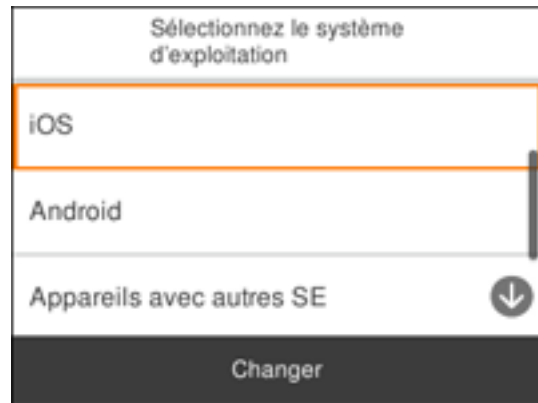 Sélectionnez le système
d'exploitation
iOS
Android
Appareils avec autres SE
Changer